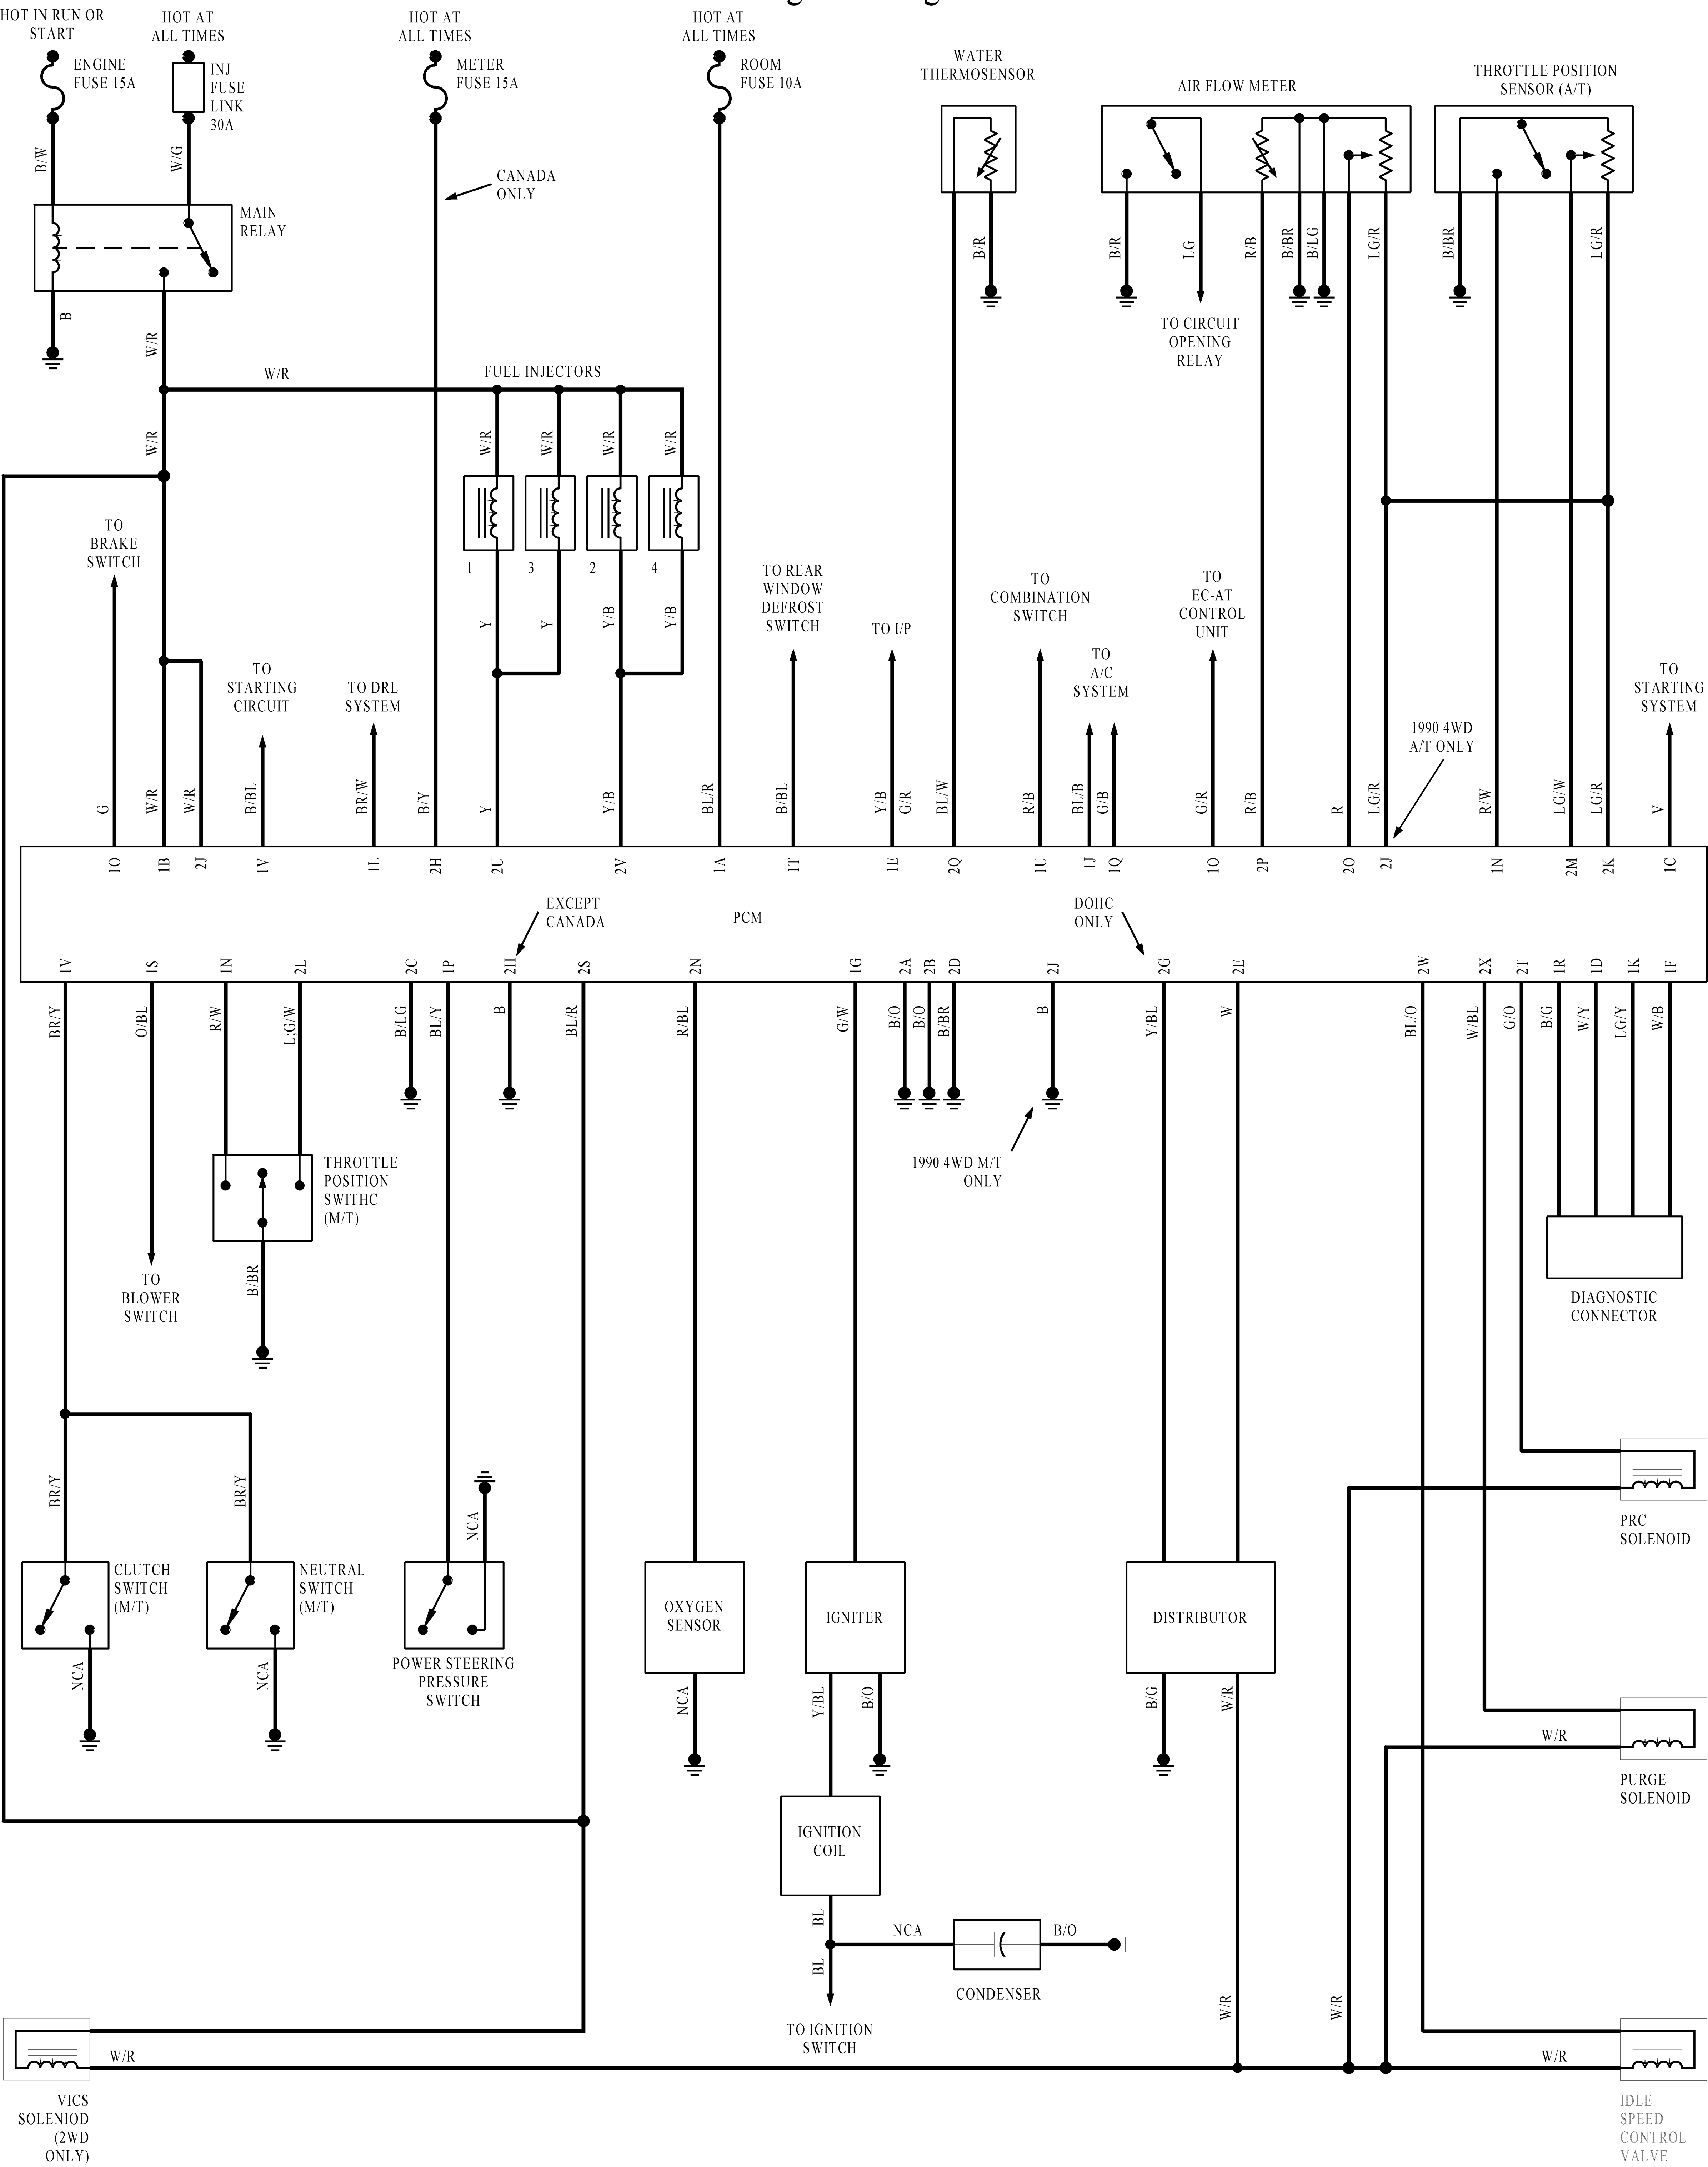 HOT IN RUN OR
START
HOT AT
ALL TIMES
HOT AT
ALL TIMES
HOT AT
ALL TIMES
ENGINE
FUSE 15A
INJ
FUSE
LINK
30A
METER
FUSE 15A
ROOM
FUSE 10A
WATER
THERMOSENSOR
AIR FLOW METER
THROTTLE POSITION
SENSOR (A/T)
B/W
W/G
CANADA
ONLY
MAIN
RELAY
B/R
B/R
LG
R/B
B/BR
B/LG
LG/R
B/BR
LG/R
B
W/R
TO CIRCUIT
OPENING
RELAY
W/R
FUEL INJECTORS
W/R
W/R
W/R
W/R
W/R
1
3
2
4
TO
BRAKE
SWITCH
Y
Y
Y/B
Y/B
TO REAR
WINDOW
DEFROST
SWITCH
TO I/P
TO
COMBINATION
SWITCH
TO
EC-AT
CONTROL
UNIT
TO
STARTING
CIRCUIT
TO DRL
SYSTEM
TO
A/C
SYSTEM
TO
STARTING
SYSTEM
1990 4WD
A/T ONLY
G
W/R
W/R
B/BL
BR/W
B/Y
Y
Y/B
BL/R
B/BL
Y/B
G/R
BL/W
R/B
BL/B
G/B
G/R
R/B
R
LG/R
R/W
LG/W
LG/R
V
1O
1B
2J
1V
1L
2H
2U
2V
1A
1T
1E
2Q
1U
1J
1Q
1O
2P
2O
2J
1N
2M
2K
1C
EXCEPT
CANADA
PCM
DOHC
ONLY
1V
1S
1N
2L
2C
1P
2H
2S
2N
1G
2A
2B
2D
2J
2G
2E
2W
2X
2T
1R
1D
1K
1F
BR/Y
O/BL
R/W
L:G/W
B/LG
BL/Y
B
BL/R
R/BL
G/W
B/O
B/O
B/BR
B
Y/BL
W
BL/O
W/BL
G/O
B/G
W/Y
LG/Y
W/B
1990 4WD M/T
ONLY
THROTTLE
POSITION
SWITHC
(M/T)
B/BR
TO
BLOWER
SWITCH
DIAGNOSTIC
CONNECTOR
BR/Y
BR/Y
NCA
PRC
SOLENOID
CLUTCH
SWITCH
(M/T)
NEUTRAL
SWITCH
(M/T)
POWER STEERING
PRESSURE
SWITCH
OXYGEN
SENSOR
IGNITER
DISTRIBUTOR
NCA
NCA
NCA
Y/BL
B/O
B/G
W/R
W/R
PURGE
SOLENOID
IGNITION
COIL
BL
NCA
B/O
BL
CONDENSER
TO IGNITION
SWITCH
W/R
W/R
W/R
W/R
VICS
SOLENIOD
(2WD
ONLY)
IDLE
SPEED
CONTROL
VALVE